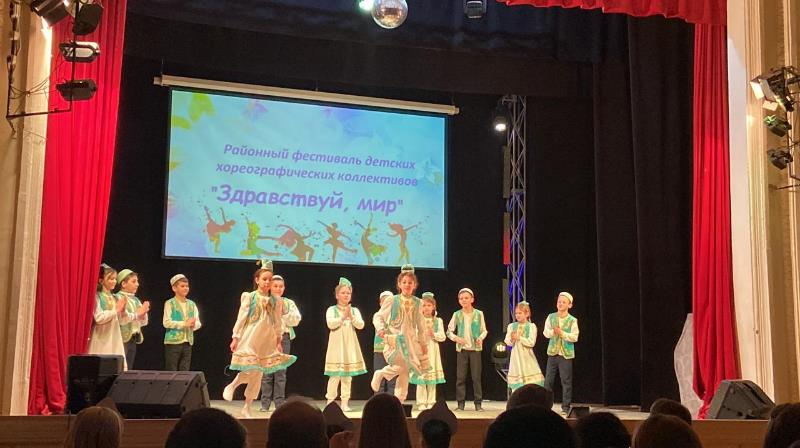 Районный фестиваль детских
хореографических коллективов
"Здравствуй, мир"